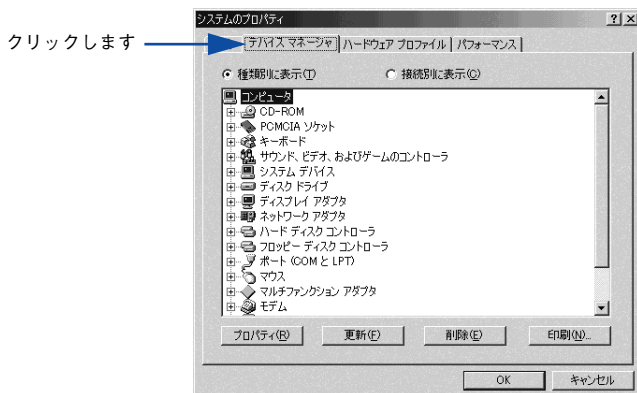 システムのプロパティ
クリックします
デバイス マネージャ ハードウェア プロファイル パフォーマンス
種類別に表示(T) 接続別に表示(C)
コンピュータ
CD-ROM
PCMCIA ソケット
キーボード
サウンド、ビデオ、およびゲームのコントローラ
システム デバイス
ディスク ドライブ
ディスプレイ アダプタ
ネットワーク アダプタ
ハード ディスク コントローラ
フロッピー ディスク コントローラ
ポート (COM と LPT)
マウス
マルチファンクション アダプタ
モデム
プロパティ(R) 更新(F) 削除(E) 印刷(N)...
OK キャンセル